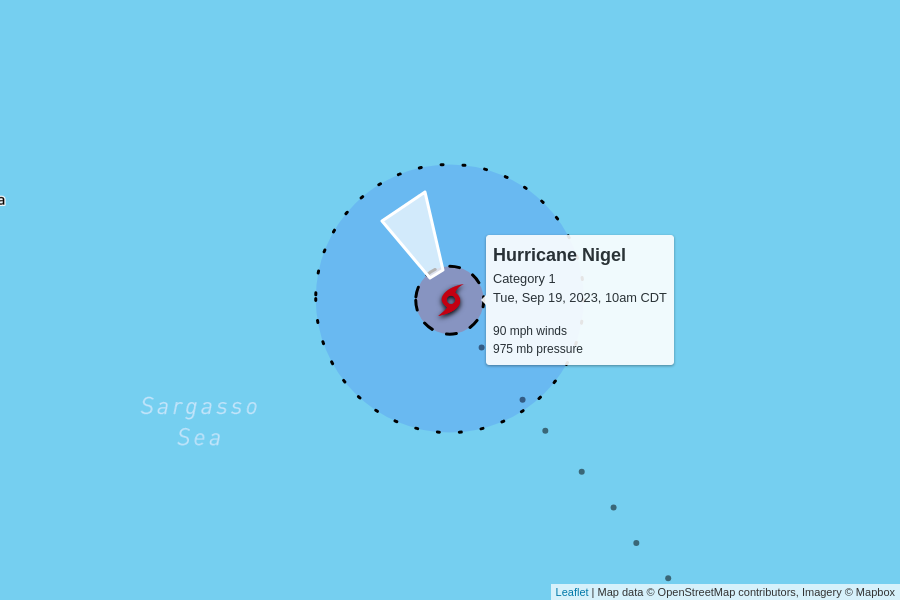 a
Hurricane Nigel
Category 1
Tue, Sep 19, 2023, 10am CDT
90 mph winds
975 mb pressure
Sargasso
Sea
Leaflet | Map data © OpenStreetMap contributors, Imagery © Mapbox